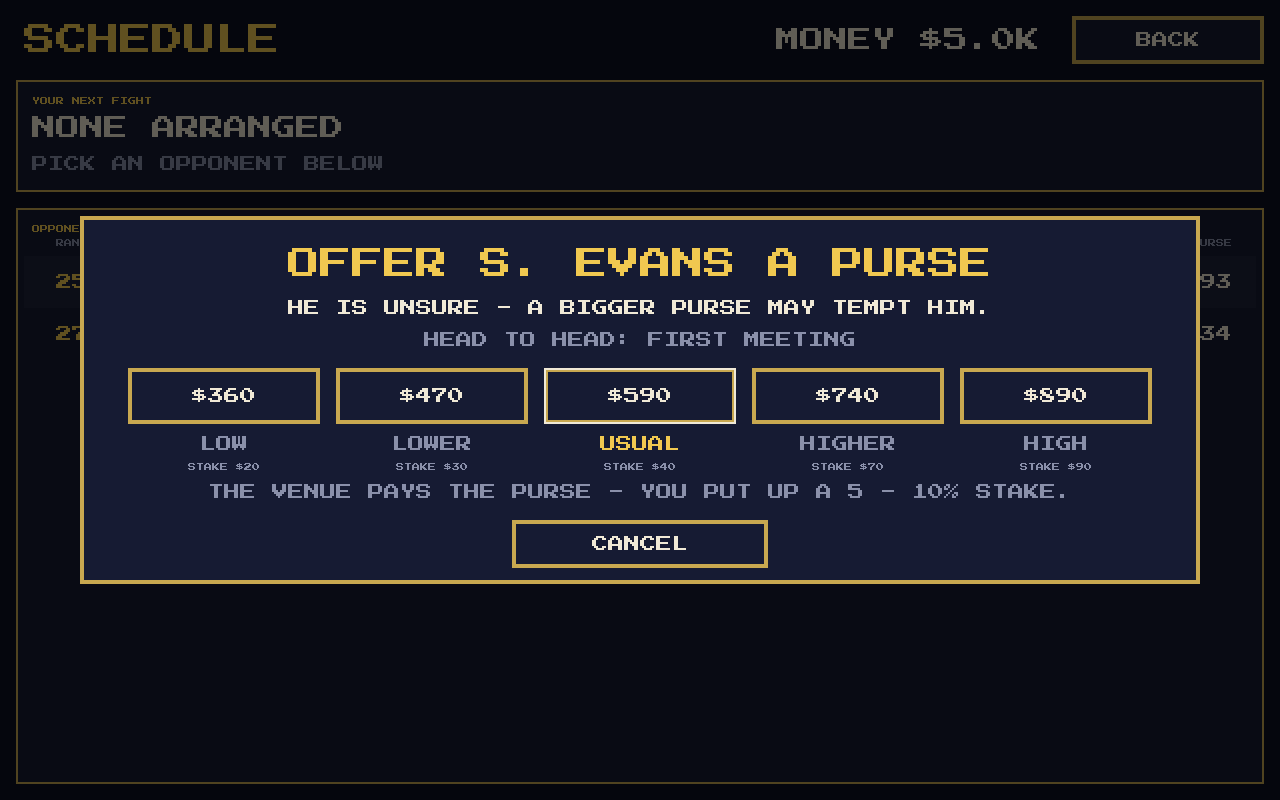 SCHEDULE
MONEY $5.0K
BACK
YOUR NEXT FIGHT
NONE ARRANGED
PICK AN OPPONENT BELOW
OFFER S. EVANS A PURSE
HE IS UNSURE - A BIGGER PURSE MAY TEMPT HIM.
HEAD TO HEAD: FIRST MEETING
$360 $470 $590 $740 $890
LOW LOWER USUAL HIGHER HIGH
STAKE $20 STAKE $30 STAKE $40 STAKE $70 STAKE $90
THE VENUE PAYS THE PURSE - YOU PUT UP A 5 - 10% STAKE.
CANCEL